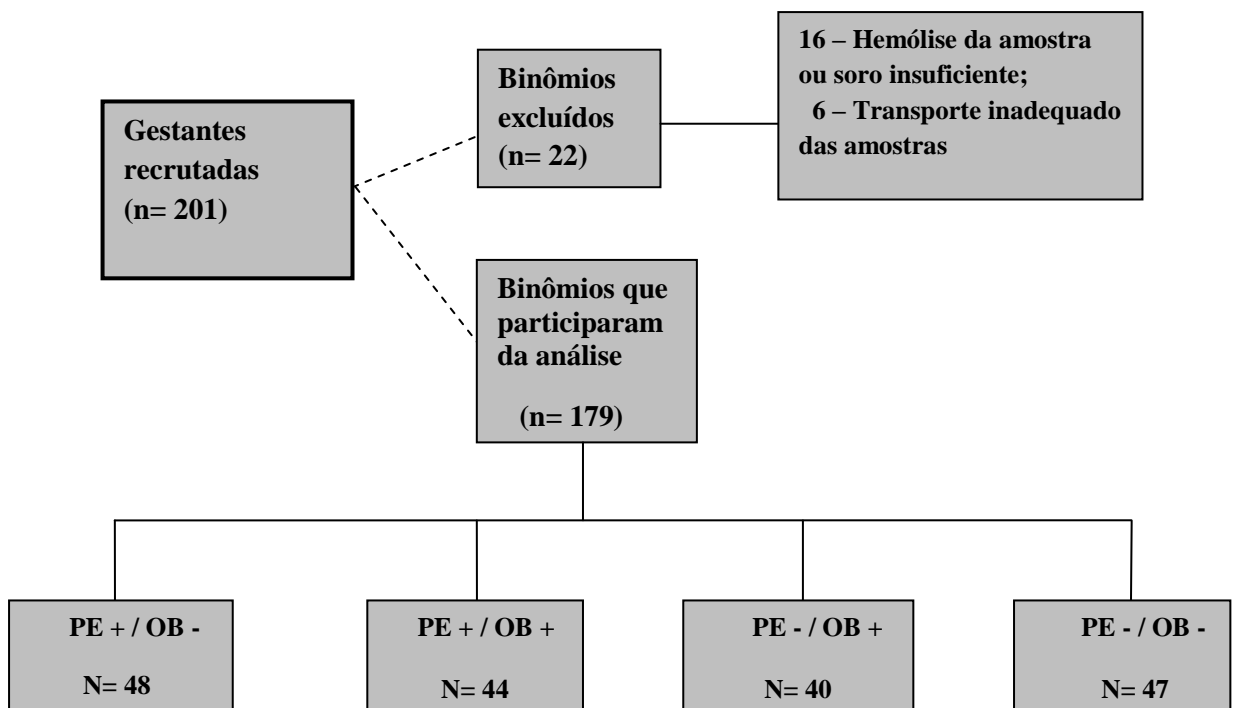 Gestantes
recrutadas
(n= 201)
Binômios
excluídos
(n= 22)
16 – Hemólise da amostra
ou soro insuficiente;
6 – Transporte inadequado
das amostras
Binômios que
participaram
da análise
(n= 179)
PE + / OB -
N= 48
PE + / OB +
N= 44
PE - / OB +
N= 40
PE - / OB -
N= 47